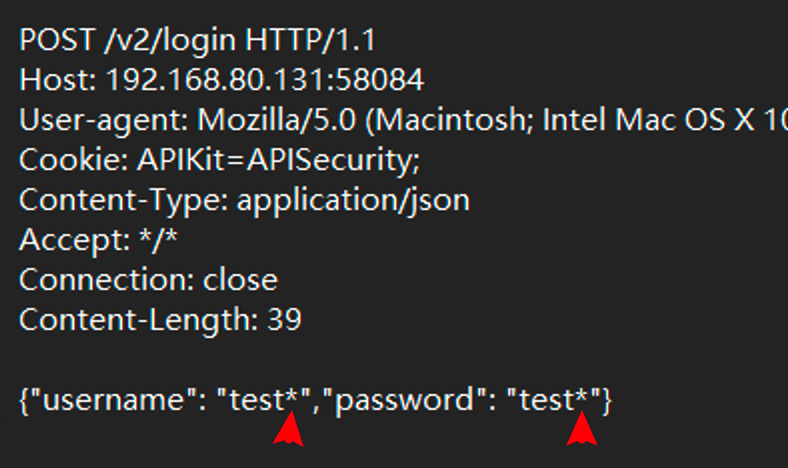 POST /v2/login HTTP/1.1
Host: 192.168.80.131:58084
User-agent: Mozilla/5.0 (Macintosh; Intel Mac OS X 10
Cookie: APIKit=APISecurity;
Content-Type: application/json
Accept: */*
Connection: close
Content-Length: 39
{"username": "test*","password": "test*"}